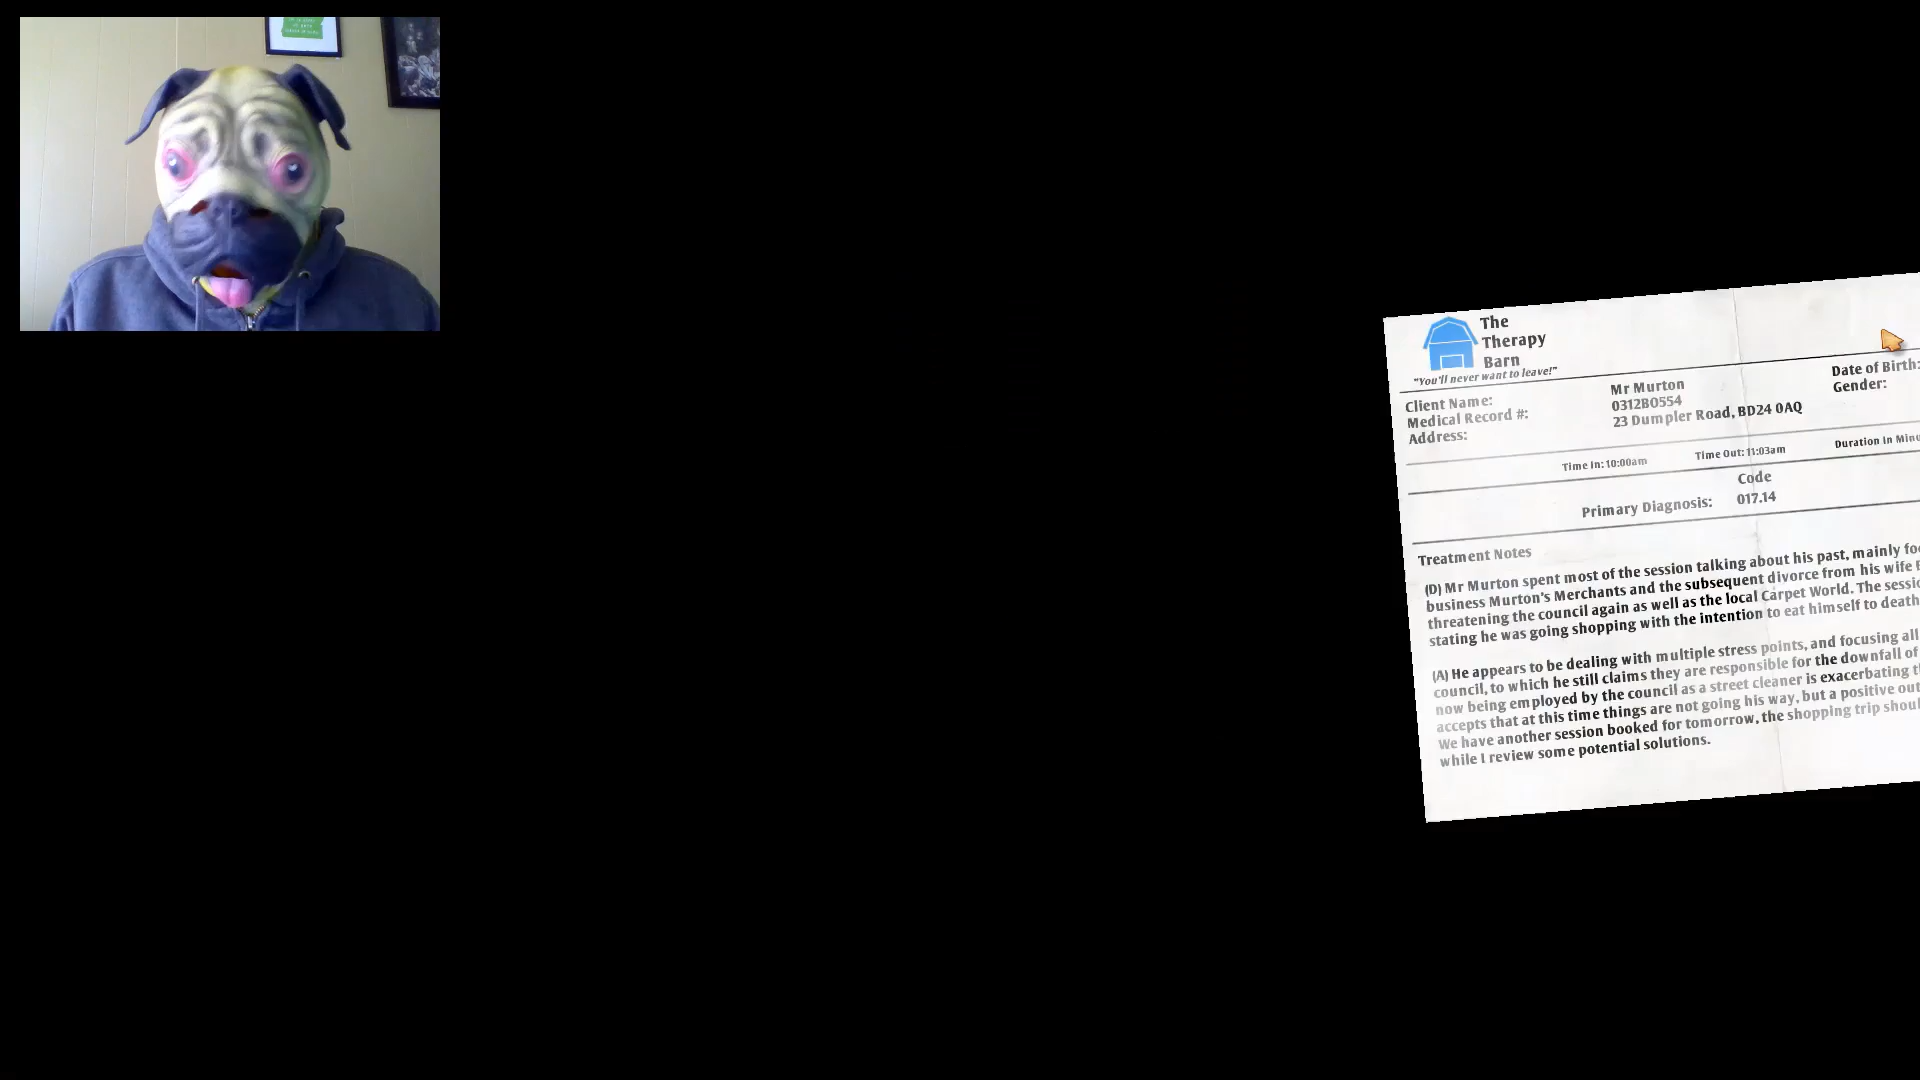 The
Therapy
Barn
"You'll never want to leave!"
Client Name: Mr Murton Date of Birth:
Medical Record #: 0312B0554 Gender:
Address: 23 Dumpler Road, BD24 0AQ
Time In: 10:00am Time Out: 11:03am Duration In
Code
Primary Diagnosis: 017.14
Treatment Notes
(D) Mr Murton spent most of the session talking about his past, mainly
business Murton's Merchants and the subsequent divorce from his wife
threatening the council again as well as the local Carpet World. The
stating he was going shopping with the intention to eat himself to death
(A) He appears to be dealing with multiple stress points, and focusing all
council, to which he still claims they are responsible for the downfall of
now being employed by the council as a street cleaner is exacerbating
accepts that at this time things are not going his way, but a positive
We have another session booked for tomorrow, the shopping trip
while I review some potential solutions.